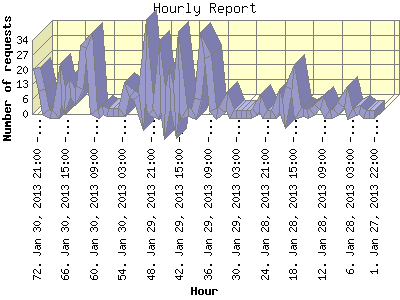 Hourly Report
Number of requests
34
27
20
13
6
0
72. Jan 30, 2013 21:00 -...
66. Jan 30, 2013 15:00 -...
60. Jan 30, 2013 09:00 -...
54. Jan 30, 2013 03:00 -...
48. Jan 29, 2013 21:00 -...
42. Jan 29, 2013 15:00 -...
36. Jan 29, 2013 09:00 -...
30. Jan 29, 2013 03:00 -...
24. Jan 28, 2013 21:00 -...
18. Jan 28, 2013 15:00 -...
12. Jan 28, 2013 09:00 -...
6. Jan 28, 2013 03:00 -...
1. Jan 27, 2013 22:00 -...
Hour